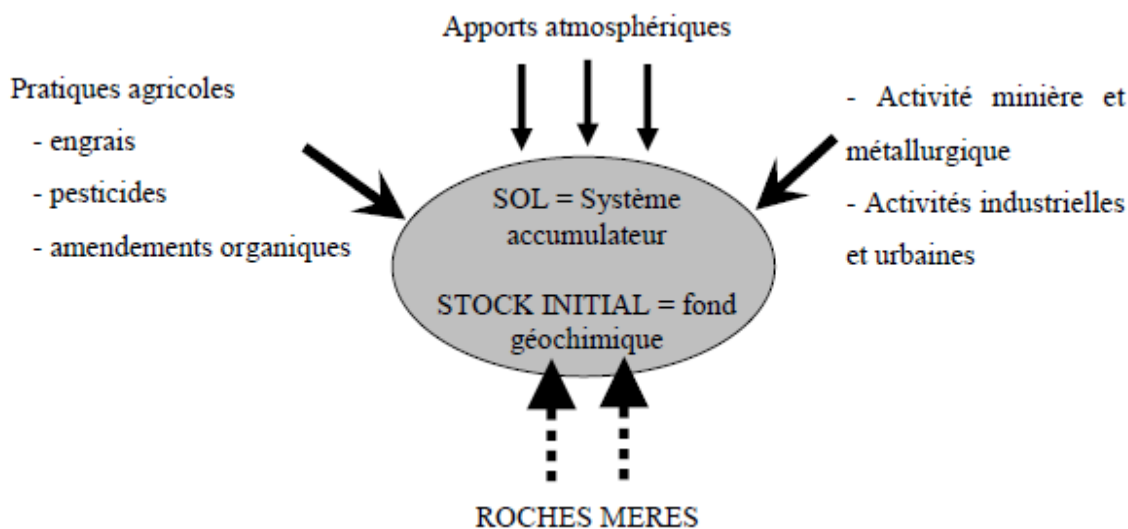 Apports atmosphériques
Pratiques agricoles
- engrais
- pesticides
- amendements organiques
- Activité minière et
métallurgique
- Activités industrielles
et urbaines
SOL = Système
accumulateur
STOCK INITIAL = fond
géochimique
ROCHES MERES